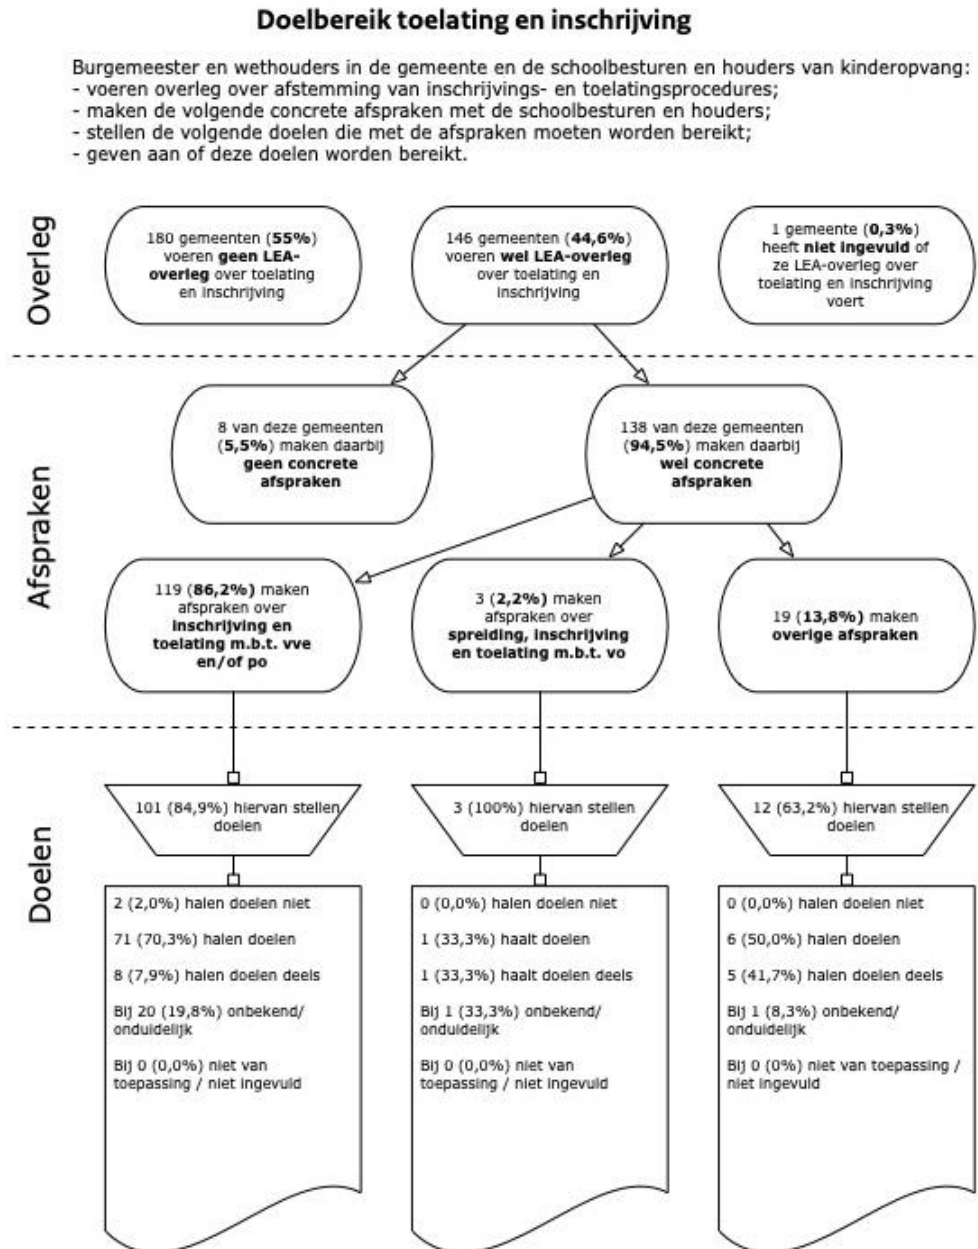 Doelbereik toelating en inschrijving
Burgemeester en wethouders in de gemeente en de schoolbesturen en houders van kinderopvang:
- voeren overleg over afstemming van inschrijvings- en toelatingsprocedures;
- maken de volgende concrete afspraken met de schoolbesturen en houders;
- stellen de volgende doelen die met de afspraken moeten worden bereikt;
- geven aan of deze doelen worden bereikt.
Overleg
180 gemeenten (55%)
voeren geen LEA-
overleg over toelating
en inschrijving
146 gemeenten (44,6%)
voeren wel LEA-overleg
over toelating en
inschrijving
1 gemeente (0,3%)
heeft niet ingevuld of
ze LEA-overleg over
toelating en inschrijving
voert
Afspraken
8 van deze gemeenten
(5,5%) maken daarbij
geen concrete
afspraken
138 van deze gemeenten
(94,5%) maken daarbij
wel concrete
afspraken
119 (86,2%) maken
afspraken over
inschrijving en
toelating m.b.t. vve
en/of po
3 (2,2%) maken
afspraken over
spreiding, inschrijving
en toelating m.b.t. vo
19 (13,8%) maken
overige afspraken
Doelen
101 (84,9%) hiervan stellen
doelen
3 (100%) hiervan stellen
doelen
12 (63,2%) hiervan stellen
doelen
2 (2,0%) halen doelen niet
71 (70,3%) halen doelen
8 (7,9%) halen doelen deels
Bij 20 (19,8%) onbekend/
onduidelijk
Bij 0 (0,0%) niet van
toepassing / niet ingevuld
0 (0,0%) halen doelen niet
1 (33,3%) haalt doelen
1 (33,3%) haalt doelen deels
Bij 1 (33,3%) onbekend/
onduidelijk
Bij 0 (0,0%) niet van
toepassing / niet ingevuld
0 (0,0%) halen doelen niet
6 (50,0%) halen doelen
5 (41,7%) halen doelen deels
Bij 1 (8,3%) onbekend/
onduidelijk
Bij 0 (0%) niet van toepassing /
niet ingevuld